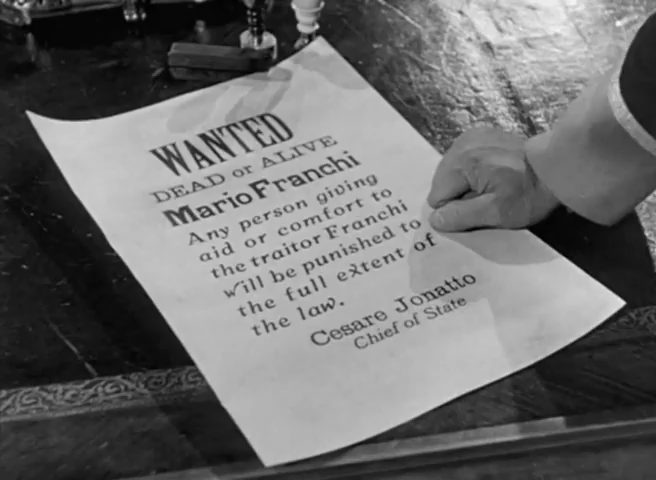 WANTED
DEAD or ALIVE
Mario Franchi
Any person giving
aid or comfort to
the traitor Franchi
will be punished to
the full extent of
the law.
Cesare Jonatto
Chief of State